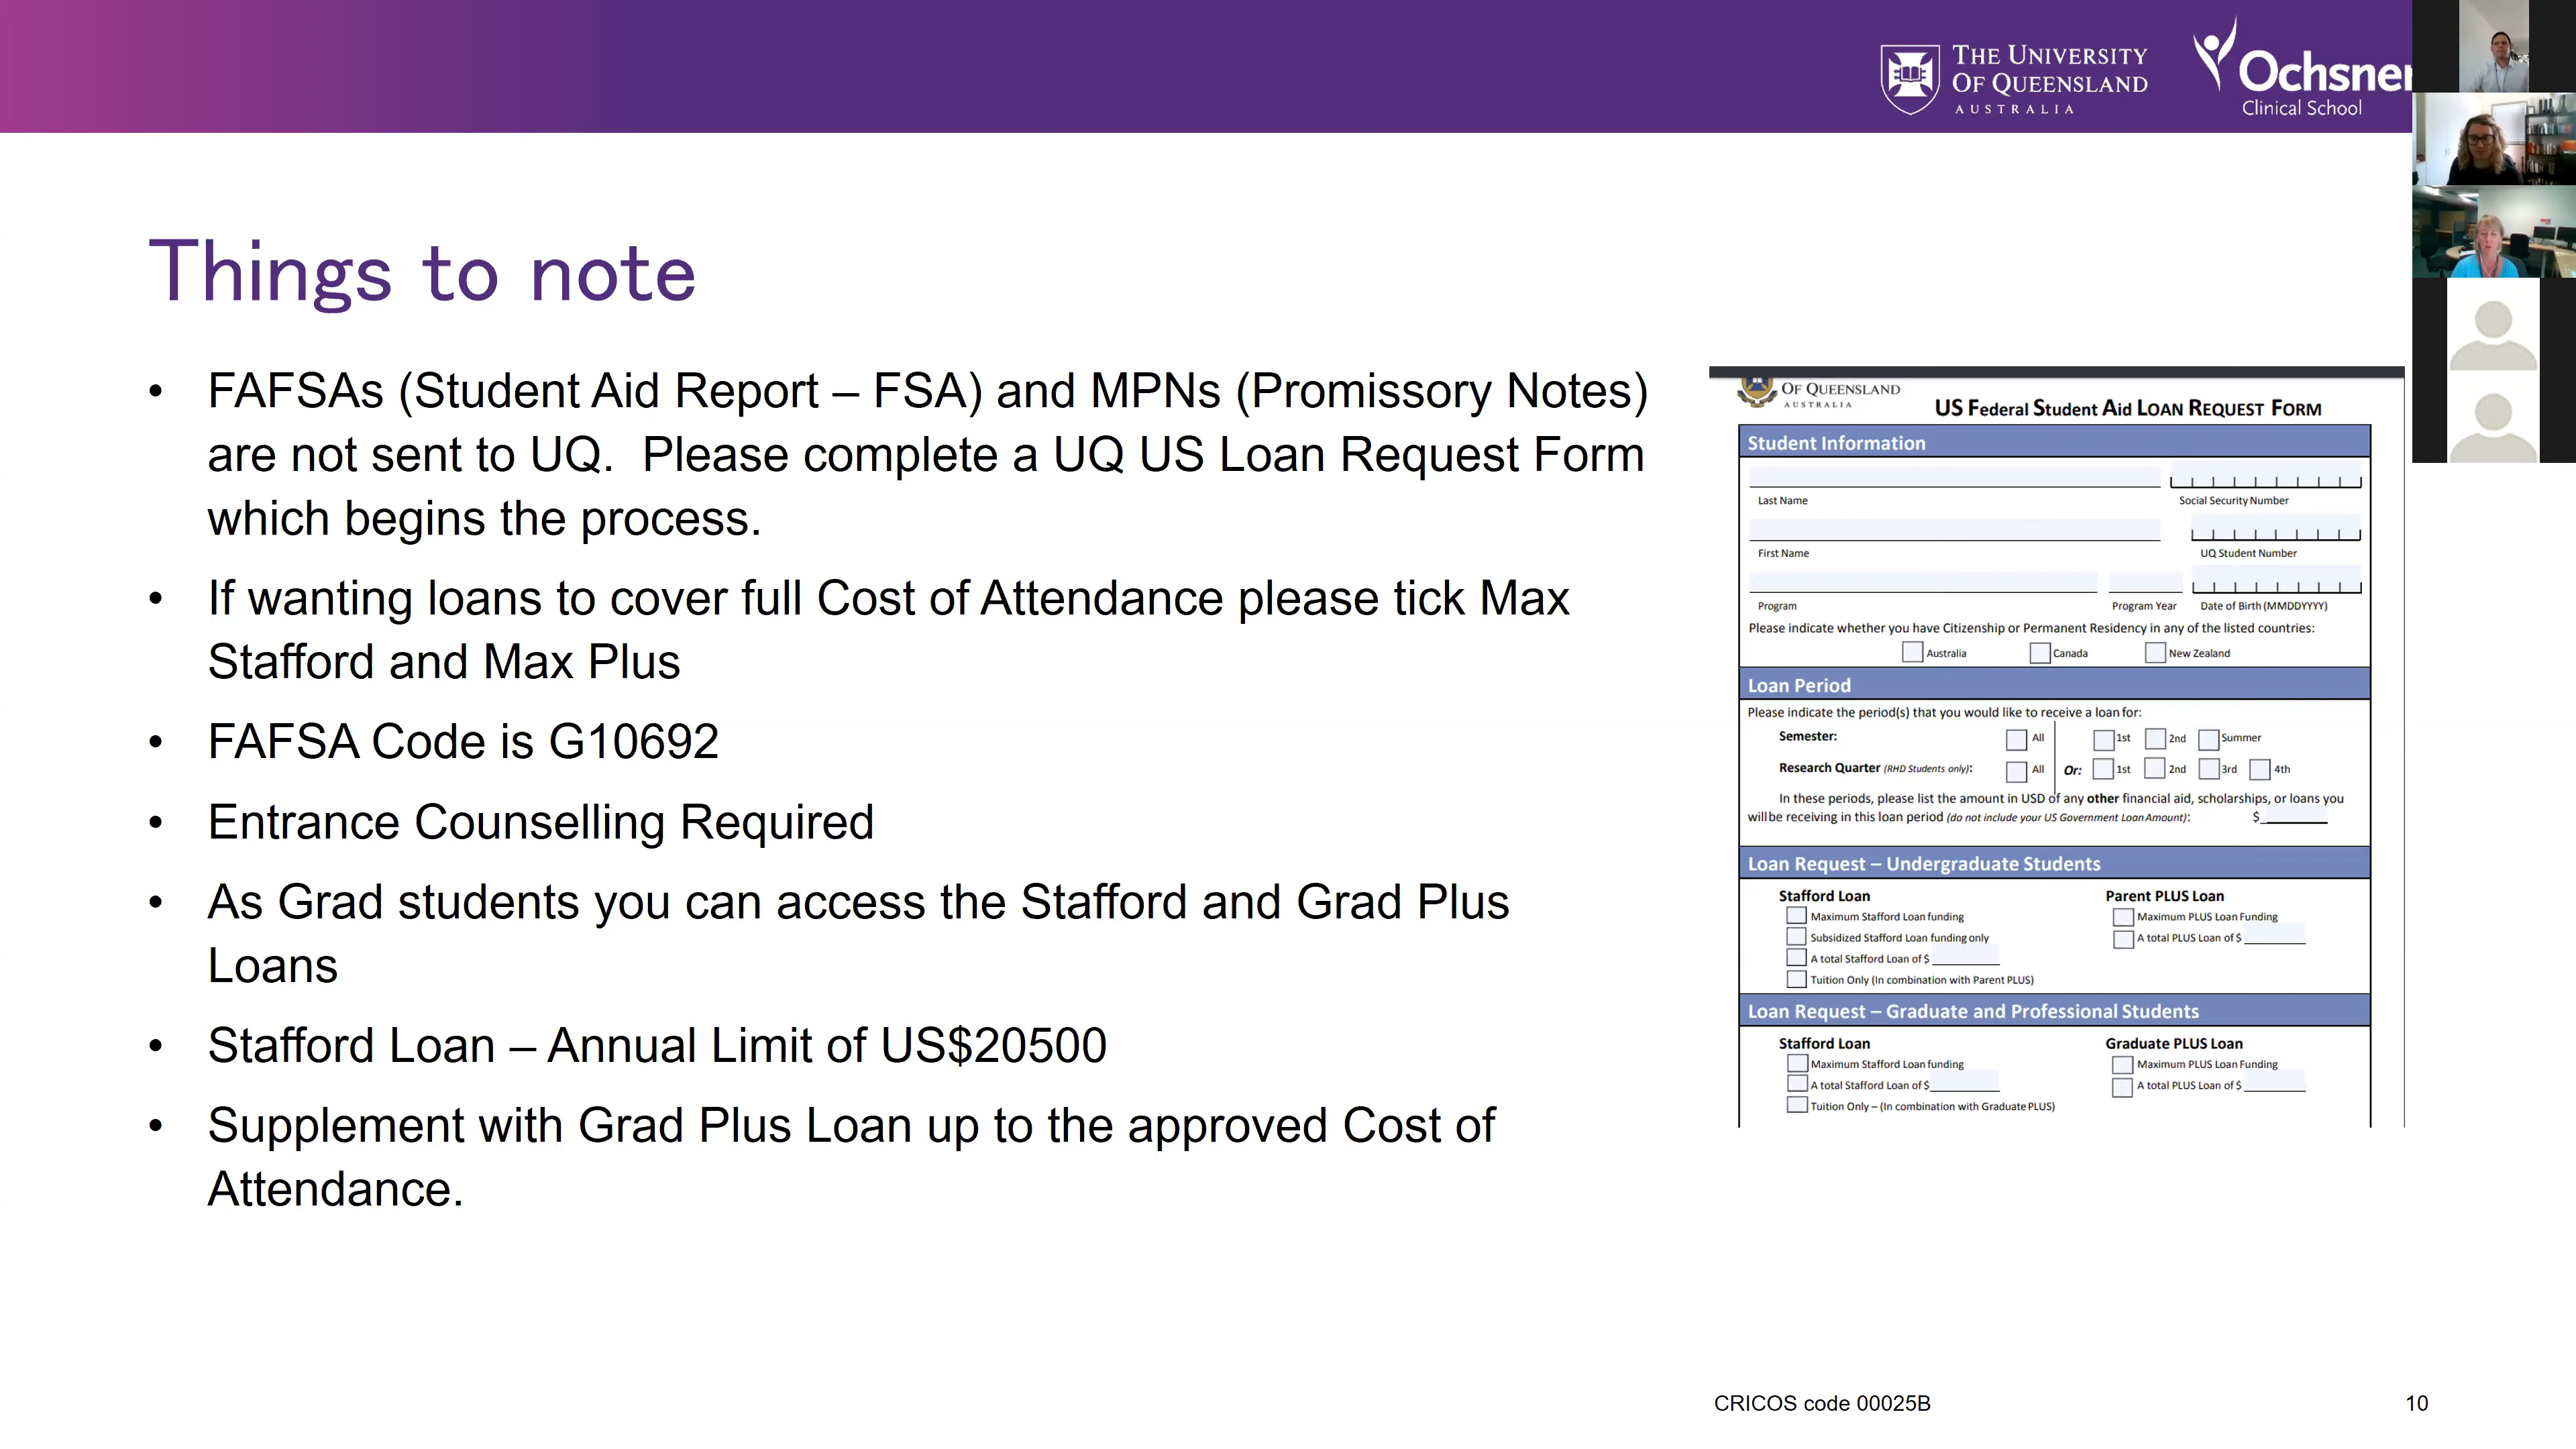 THE UNIVERSITY
OF QUEENSLAND
AUSTRALIA
Ochsner
Clinical School
Things to note
• FAFSAs (Student Aid Report – FSA) and MPNs (Promissory Notes)
are not sent to UQ.  Please complete a UQ US Loan Request Form
which begins the process.
• If wanting loans to cover full Cost of Attendance please tick Max
Stafford and Max Plus
• FAFSA Code is G10692
• Entrance Counselling Required
• As Grad students you can access the Stafford and Grad Plus
Loans
• Stafford Loan – Annual Limit of US$20500
• Supplement with Grad Plus Loan up to the approved Cost of
Attendance.
OF QUEENSLAND
AUSTRALIA
US Federal Student Aid LOAN REQUEST FORM
Student Information
Last Name Social Security Number
First Name UQ Student Number
Program Program Year Date of Birth (MMDDYYYY)
Please indicate whether you have Citizenship or Permanent Residency in any of the listed countries:
Australia Canada New Zealand
Loan Period
Please indicate the period(s) that you would like to receive a loan for:
Semester: All 1st 2nd Summer
Research Quarter (RHD Students only): All Or: 1st 2nd 3rd 4th
In these periods, please list the amount in USD of any other financial aid, scholarships, or loans you
will be receiving in this loan period (do not include your US Government Loan Amount): $
Loan Request – Undergraduate Students
Stafford Loan Parent PLUS Loan
Maximum Stafford Loan funding Maximum PLUS Loan Funding
Subsidized Stafford Loan funding only A total PLUS Loan of $
A total Stafford Loan of $
Tuition Only (In combination with Parent PLUS)
Loan Request – Graduate and Professional Students
Stafford Loan Graduate PLUS Loan
Maximum Stafford Loan funding Maximum PLUS Loan Funding
A total Stafford Loan of $ A total PLUS Loan of $
Tuition Only – (In combination with Graduate PLUS)
CRICOS code 00025B 10